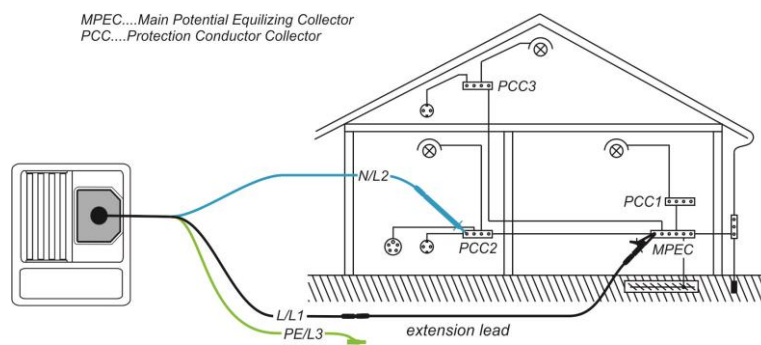 MPEC....Main Potential Equilizing Collector
PCC....Protection Conductor Collector
PCC3
N/L2
PCC1
PCC2
MPEC
L/L1
extension lead
PE/L3